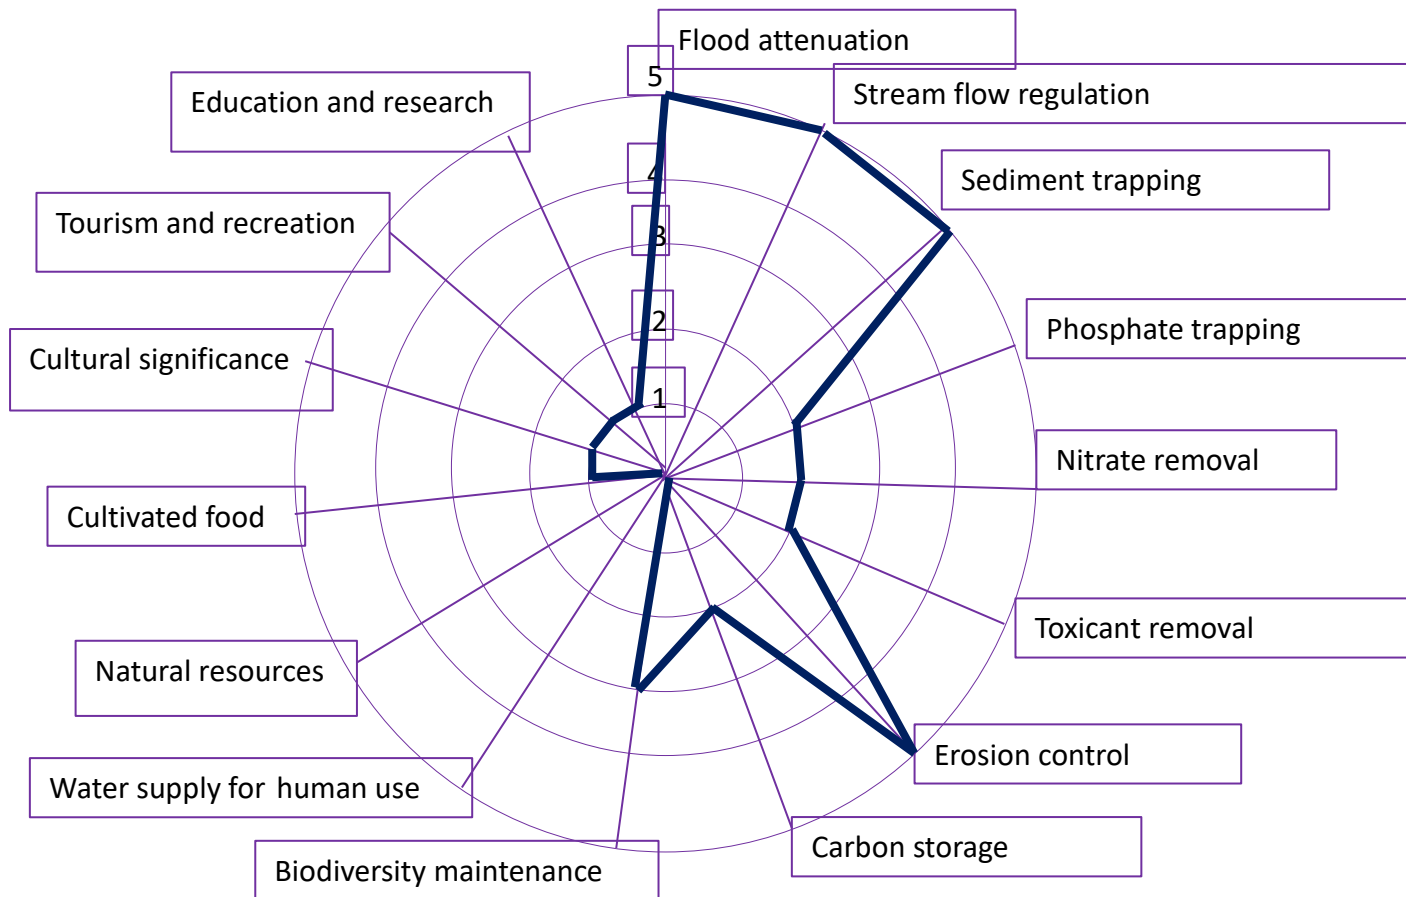 Flood attenuation
5
Education and research
Stream flow regulation
4
Sediment trapping
Tourism and recreation
3
2
Phosphate trapping
Cultural significance
1
Nitrate removal
Cultivated food
Toxicant removal
Natural resources
Erosion control
Water supply for human use
Carbon storage
Biodiversity maintenance